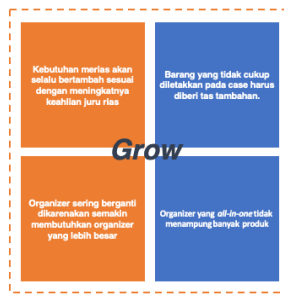 Kebutuhan merias akan
selalu bertambah sesuai
dengan meningkatnya
keahlian juru rias
Barang yang tidak cukup
diletakkan pada case harus
diberi tas tambahan.
Grow
Organizer sering berganti
dikarenakan semakin
membutuhkan organizer
yang lebih besar
Organizer yang all-in-one tidak
menampung banyak produk